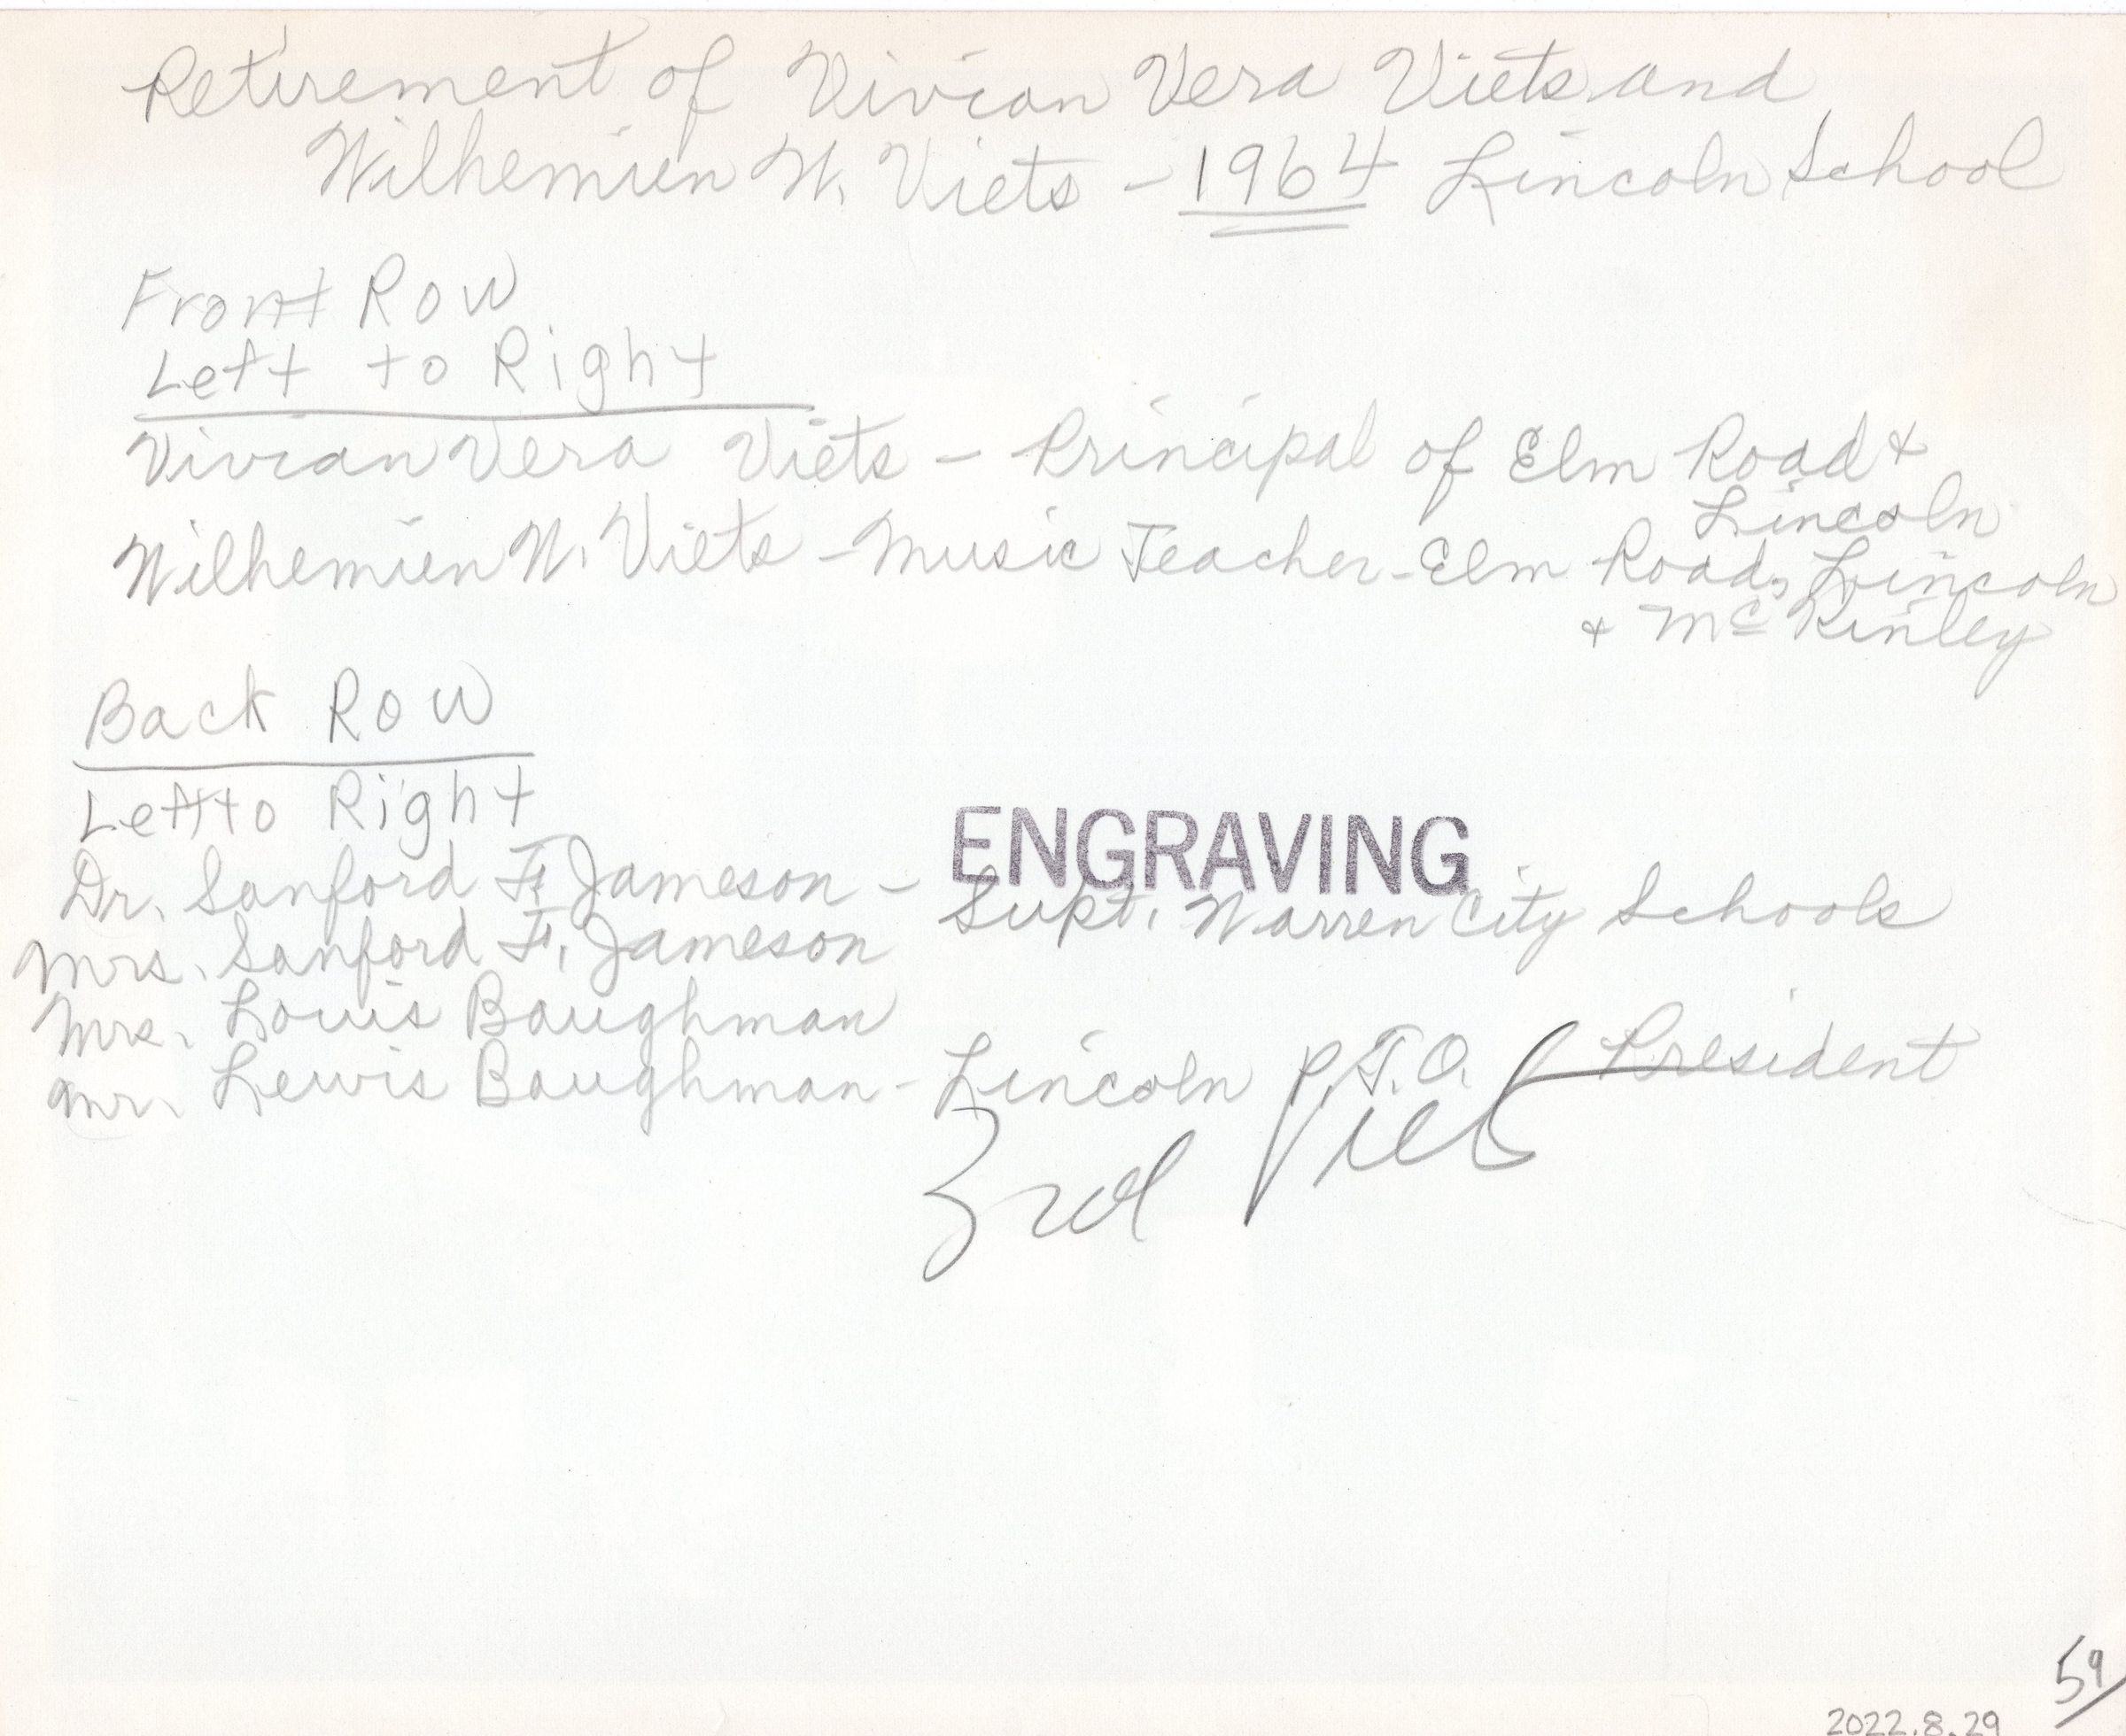 Retirement of Vivian Vera Viets and
Wilhemien W. Viets - 1964 Lincoln School
Front Row
Left to Right
Vivian Vera Viets - Principal of Elm Road &
Lincoln
Wilhemien W. Viets - Music Teacher - Elm Road, Lincoln
& McKinley
Back Row
Left to Right
ENGRAVING
Dr. Sanford F. Jameson - Supt. Warren City Schools
Mrs. Sanford F. Jameson
Mrs. Louis Baughman
Mr. Lewis Baughman - Lincoln P.T.O. President
Viets
59
2022.8.29